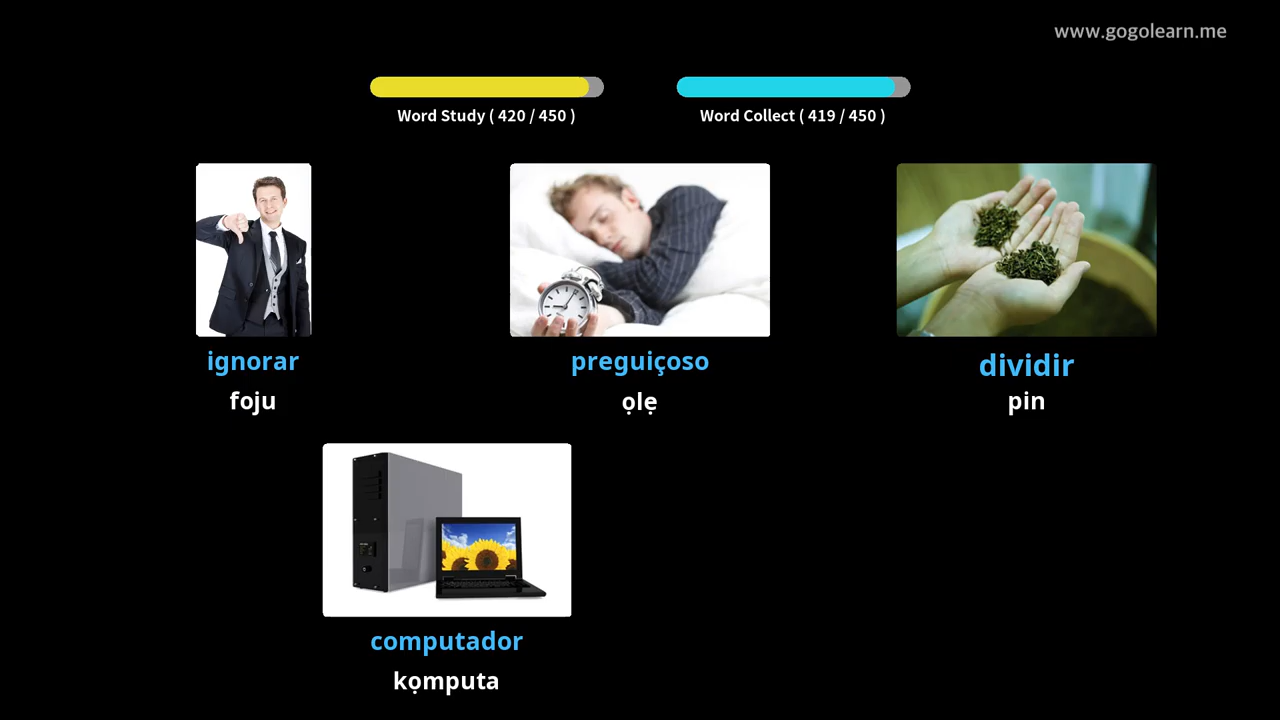 www.gogolearn.me
Word Study ( 420 / 450 )
Word Collect ( 419 / 450 )
ignorar
foju
preguiçoso
ọlẹ
dividir
pin
computador
kọmputa